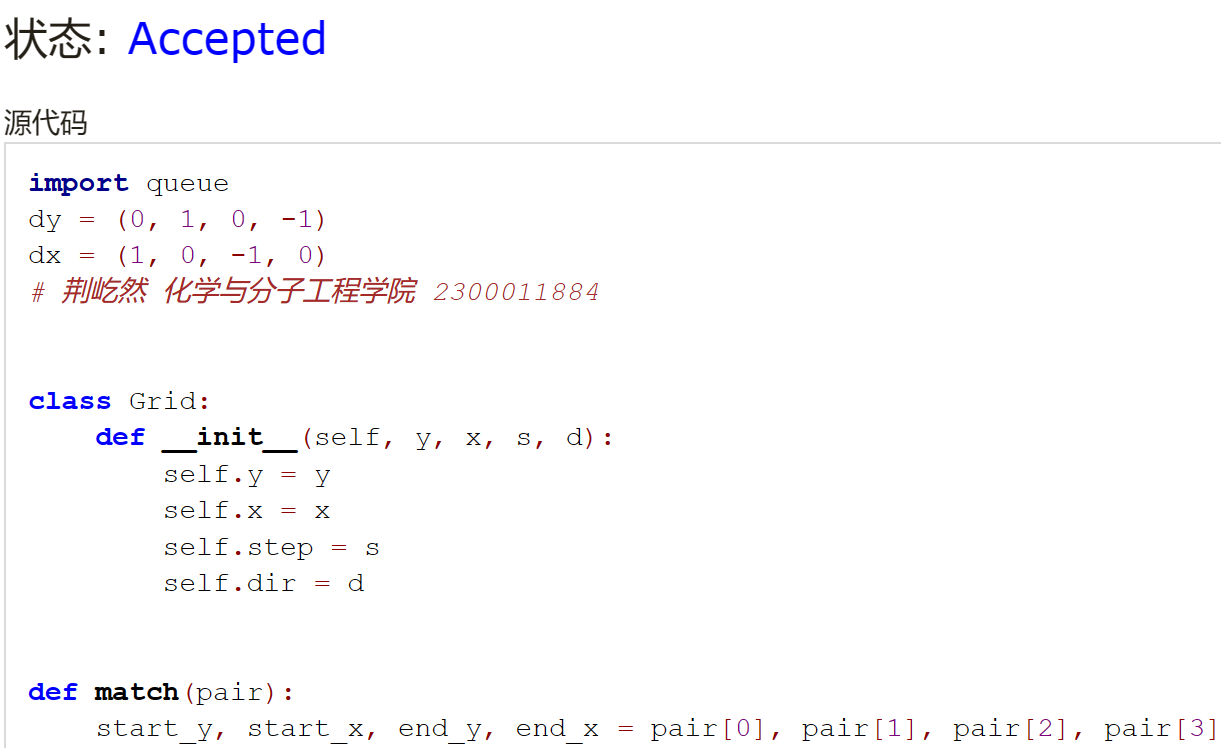 状态: Accepted
源代码
import queue
dy = (0, 1, 0, -1)
dx = (1, 0, -1, 0)
# 荆屹然 化学与分子工程学院 2300011884
class Grid:
    def __init__(self, y, x, s, d):
        self.y = y
        self.x = x
        self.step = s
        self.dir = d
def match(pair):
    start_y, start_x, end_y, end_x = pair[0], pair[1], pair[2], pair[3]